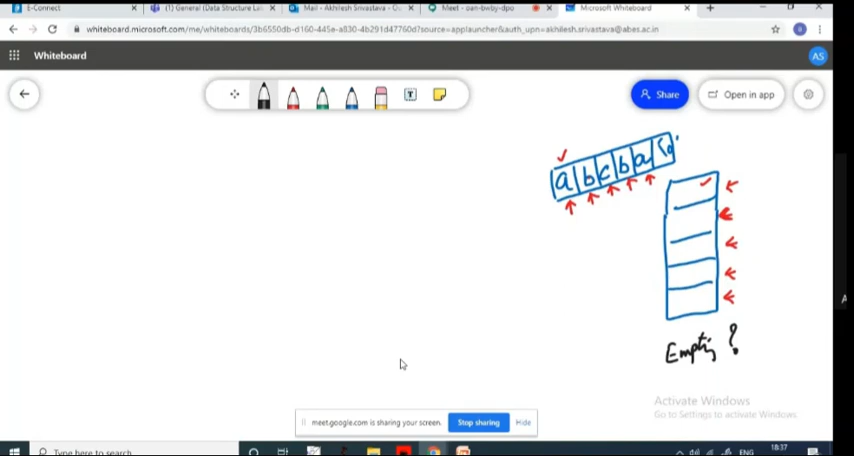 E-Connect
(1) General (Data Structure Lab
Mail - Akhilesh Srivastava - Ou
Meet - oan-wwby-dpo
Microsoft Whiteboard
whiteboard.microsoft.com/me/whiteboards/3b6550db-d160-445e-a830-4b291d47760d?source=applauncher&auth_upn=akhilesh.srivastava@abes.ac.in
Whiteboard
AS
T
Share
Open in app
a b c b a \0
Empty ?
Activate Windows
Go to Settings to activate Windows.
meet.google.com is sharing your screen.
Stop sharing
Hide
Type here to search
ENG
18:37